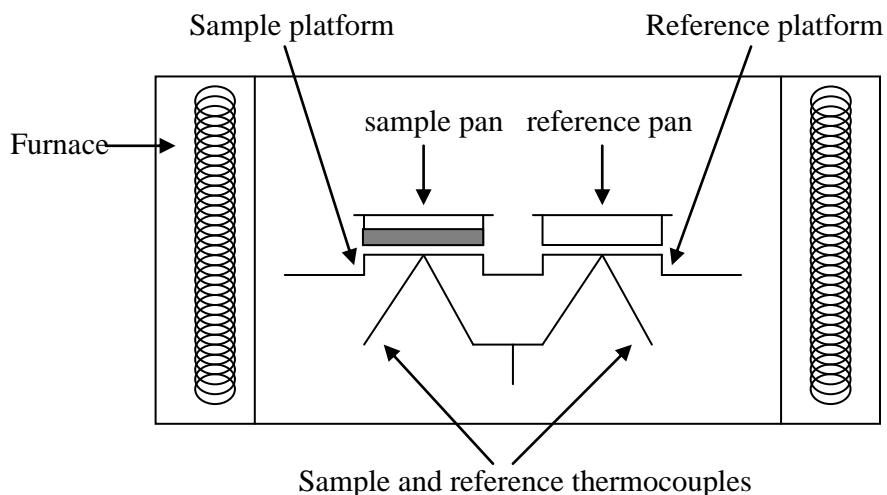 Sample platform
Reference platform
sample pan
reference pan
Furnace
Sample and reference thermocouples